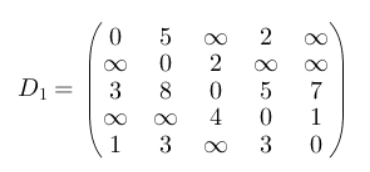 0 5 ∞ 2 ∞
∞ 0 2 ∞ ∞
D₁ = 3 8 0 5 7
∞ ∞ 4 0 1
1 3 ∞ 3 0